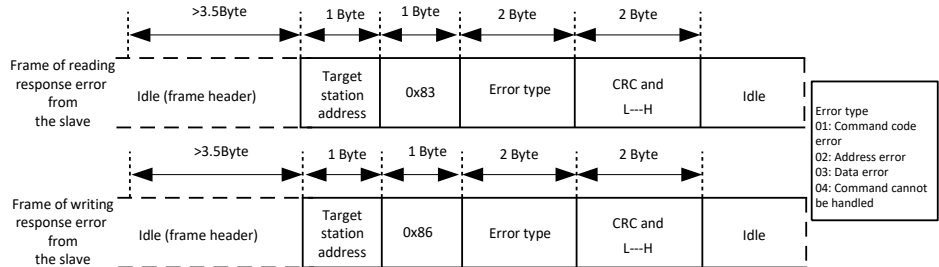 >3.5Byte 1 Byte 1 Byte 2 Byte 2 Byte
Frame of reading
response error
from
the slave
Idle (frame header)
Target
station
address
0x83
Error type
CRC and
L---H
Idle
Error type
01: Command code
error
02: Address error
03: Data error
04: Command cannot
be handled
>3.5Byte 1 Byte 1 Byte 2 Byte 2 Byte
Frame of writing
response error
from
the slave
Idle (frame header)
Target
station
address
0x86
Error type
CRC and
L---H
Idle